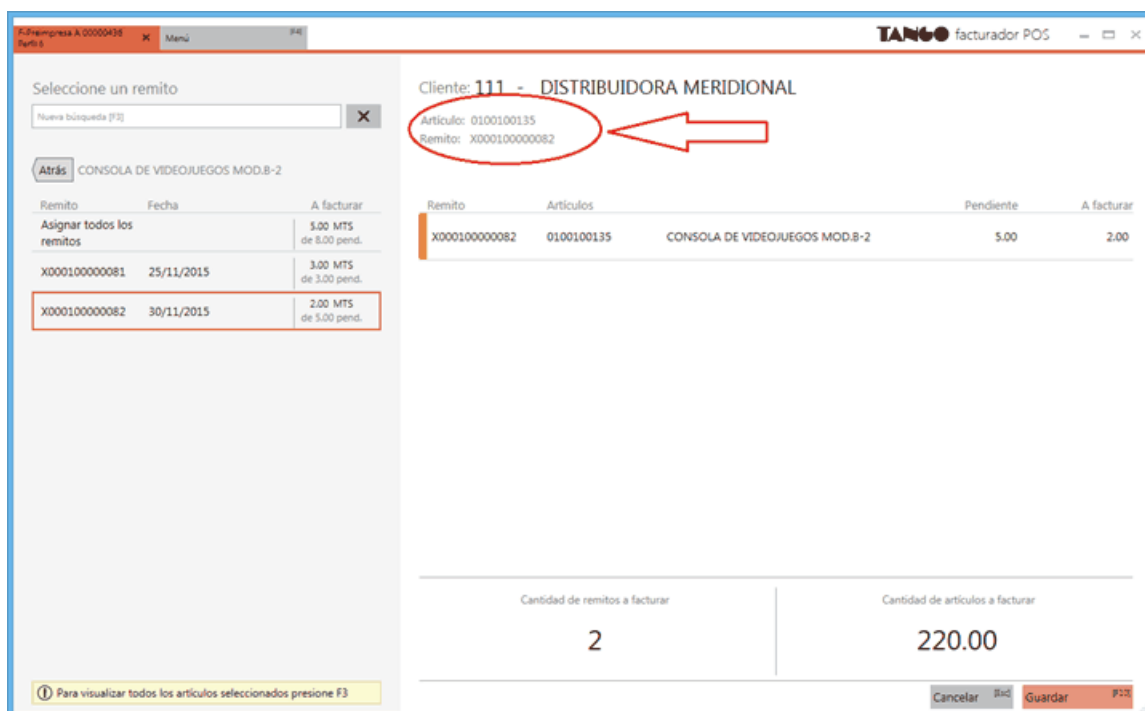 F-Preimpresa A 00000436
Perfil 6
Menú
[F4]
TANGO facturador POS
Seleccione un remito
Nueva búsqueda [F3]
Atrás CONSOLA DE VIDEOJUEGOS MOD.B-2
Remito Fecha A facturar
Asignar todos los remitos 5.00 MTS
de 8.00 pend.
X000100000081 25/11/2015 3.00 MTS
de 3.00 pend.
X000100000082 30/11/2015 2.00 MTS
de 5.00 pend.
Para visualizar todos los artículos seleccionados presione F3
Cliente: 111 - DISTRIBUIDORA MERIDIONAL
Artículo: 0100100135
Remito: X000100000082
Remito Artículos Pendiente A facturar
X000100000082 0100100135 CONSOLA DE VIDEOJUEGOS MOD.B-2 5.00 2.00
Cantidad de remitos a facturar
2
Cantidad de artículos a facturar
220.00
Cancelar [Esc] Guardar